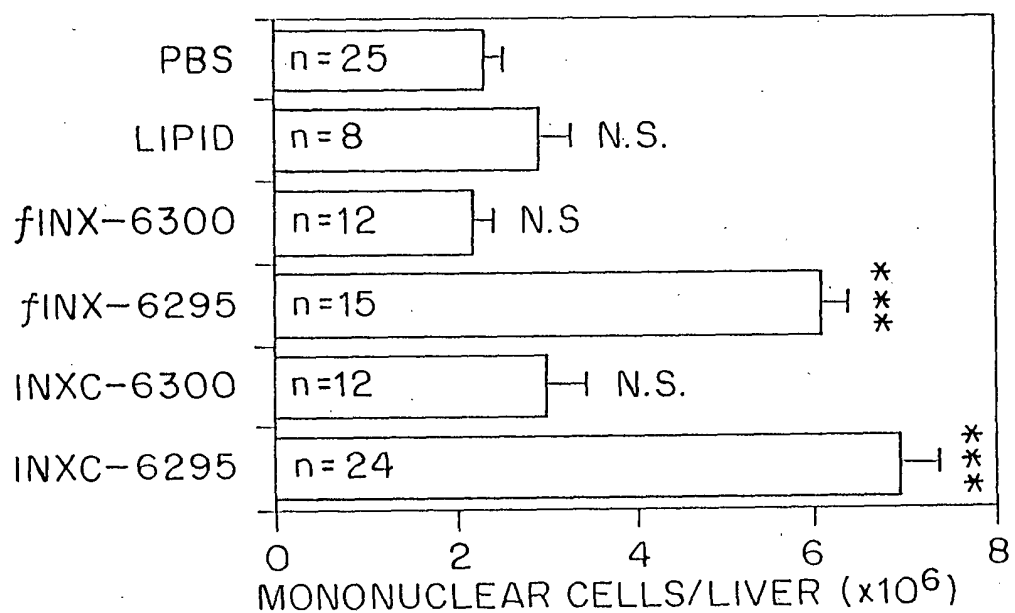 PBS n=25
LIPID n=8 N.S.
fINX-6300 n=12 N.S
fINX-6295 n=15 ***
INXC-6300 n=12 N.S.
INXC-6295 n=24 ***
0 2 4 6 8
MONONUCLEAR CELLS/LIVER (x10⁶)